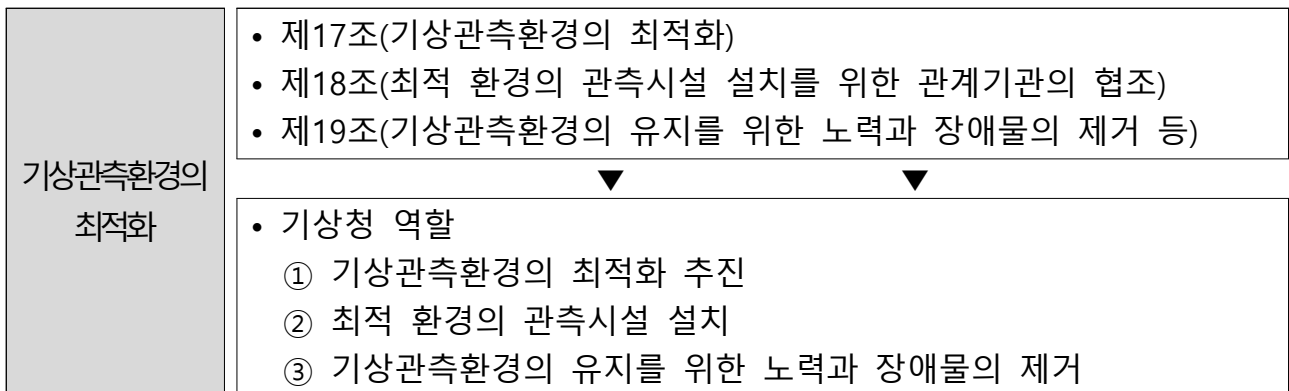 기상관측환경의
최적화
• 제17조(기상관측환경의 최적화)
• 제18조(최적 환경의 관측시설 설치를 위한 관계기관의 협조)
• 제19조(기상관측환경의 유지를 위한 노력과 장애물의 제거 등)
▼ ▼
• 기상청 역할
① 기상관측환경의 최적화 추진
② 최적 환경의 관측시설 설치
③ 기상관측환경의 유지를 위한 노력과 장애물의 제거